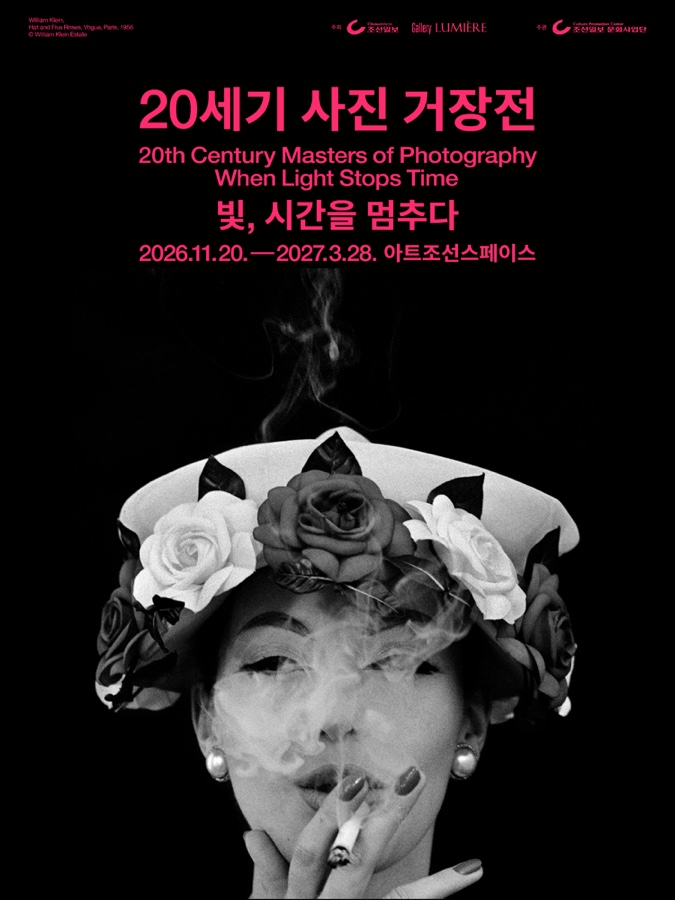 William Klein,
Hat and Five Roses, Vogue, Paris, 1956
© William Klein Estate
주최
조선일보
Gallery LUMIÈRE
주관
Culture Promotion Center
조선일보 문화사업단
20세기 사진 거장전
20th Century Masters of Photography
When Light Stops Time
빛, 시간을 멈추다
2026.11.20.—2027.3.28. 아트조선스페이스